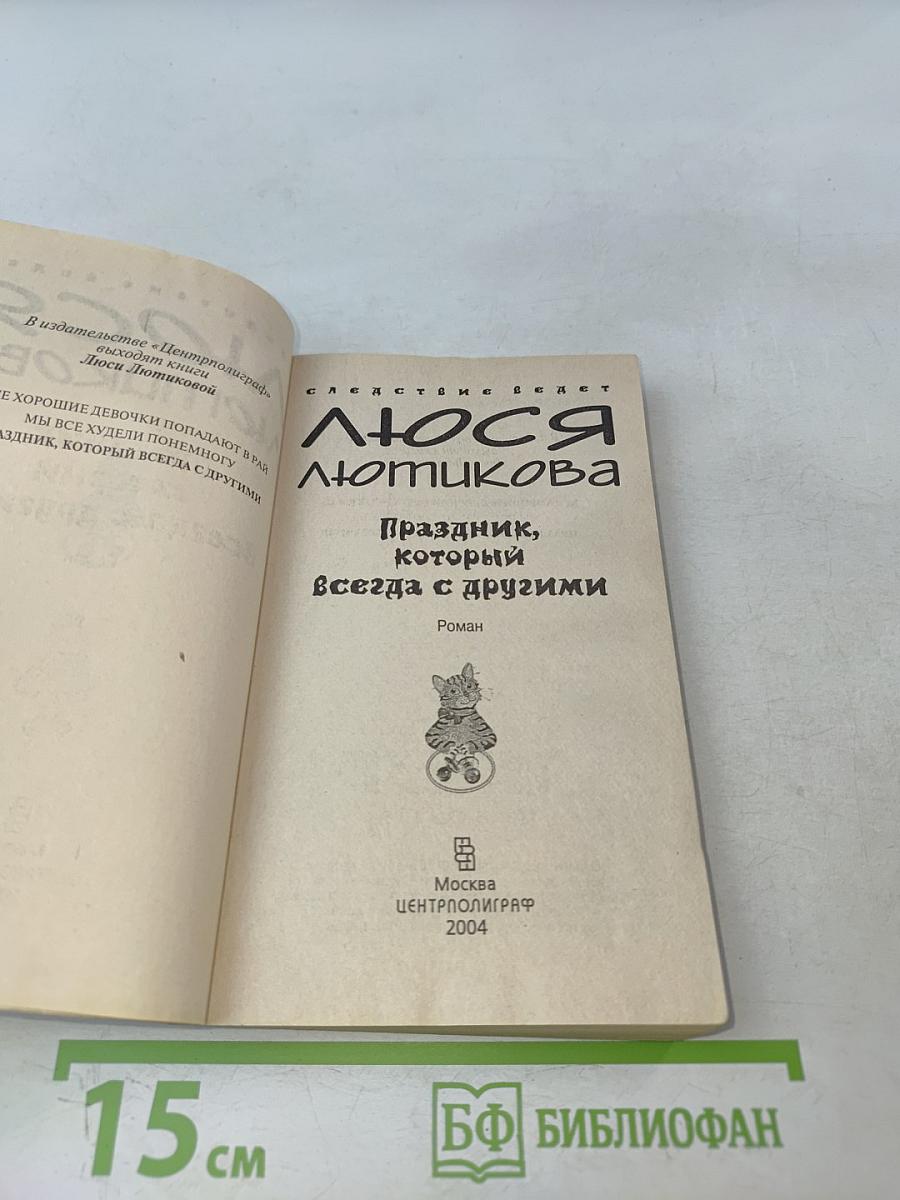 В издательстве «Центрполиграф»
выходят книги
Люси Лютиковой
ХОРОШИЕ ДЕВОЧКИ ПОПАДАЮТ В РАЙ
МЫ ВСЕ ХУДЕЛИ ПОНЕМНОГУ
КОТОРЫЙ ВСЕГДА С ДРУГИМИ
следствие ведет
Люся
Лютикова
Праздник,
который
всегда с другими
Роман
Москва
ЦЕНТРПОЛИГРАФ
2004
15 см
БФ БИБЛИОФАН